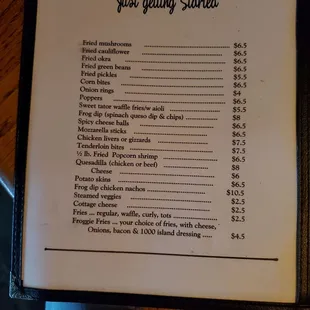 Just getting Started
Fried mushrooms ........ $6.5
Fried cauliflower ........ $6.5
Fried okra ........ $6.5
Fried green beans ........ $6.5
Fried pickles ........ $5.5
Corn bites ........ $6.5
Onion rings ........ $4
Poppers ........ $6.5
Sweet tator waffle fries/w aioli ........ $5.5
Frog dip (spinach queso dip & chips) ........ $8
Spicy cheese balls ........ $6.5
Mozzarella sticks ........ $6.5
Chicken livers or gizzards ........ $7.5
Tenderloin bites ........ $7.5
½ lb. Fried Popcorn shrimp ........ $6.5
Quesadilla (chicken or beef) ........ $8
Cheese ........ $6
Potato skins ........ $6.5
Frog dip chicken nachos ........ $10.5
Steamed veggies ........ $2.5
Cottage cheese ........ $2.5
Fries ... regular, waffle, curly, tots ........ $2.5
Froggie Fries ... your choice of fries, with cheese,
Onions, bacon & 1000 island dressing ..... $4.5